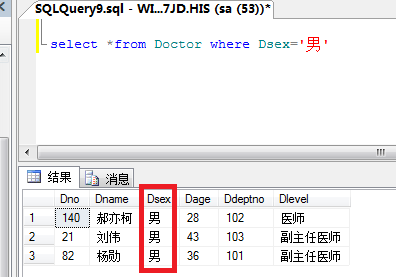 SQLQuery9.sql - WI...7JD.HIS (sa (53))*
select *from Doctor where Dsex='男'
结果 消息
Dno Dname Dsex Dage Ddeptno Dlevel
1 140 郝亦柯 男 28 102 医师
2 21 刘伟 男 43 103 副主任医师
3 82 杨勋 男 36 101 副主任医师